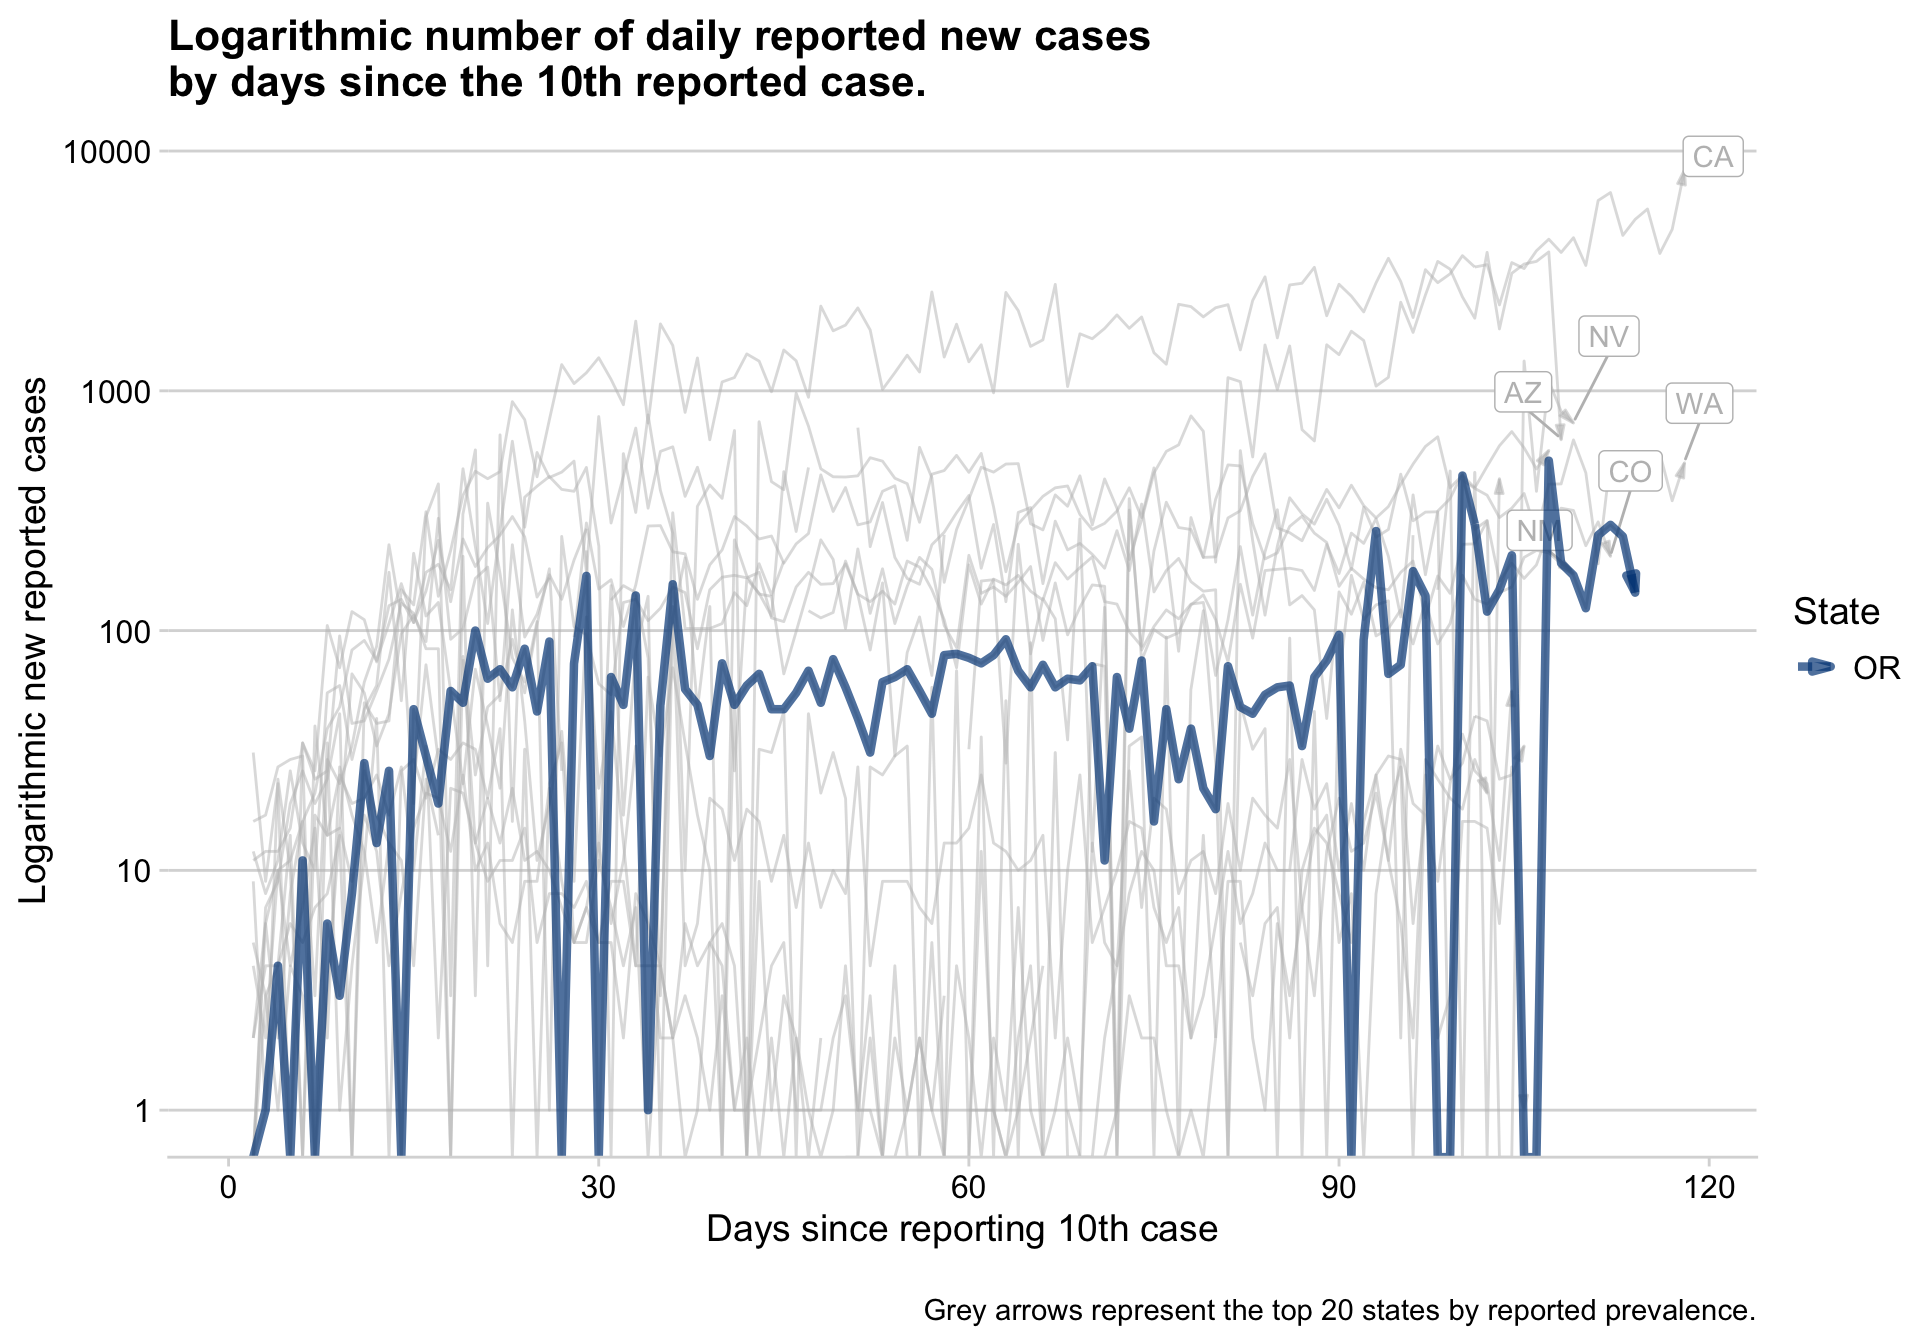 Logarithmic number of daily reported new cases
by days since the 10th reported case.
Logarithmic new reported cases
10000
1000
100
10
1
CA
NV
AZ
WA
CO
NM
State
OR
0
30
60
90
120
Days since reporting 10th case
Grey arrows represent the top 20 states by reported prevalence.